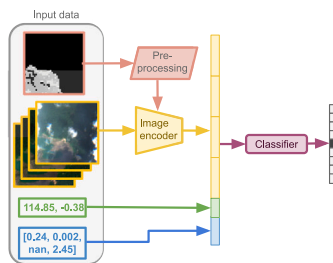 Input data
Pre-
processing
Image
encoder
Classifier
114.85, -0.38
[0.24, 0.002,
nan, 2.45]